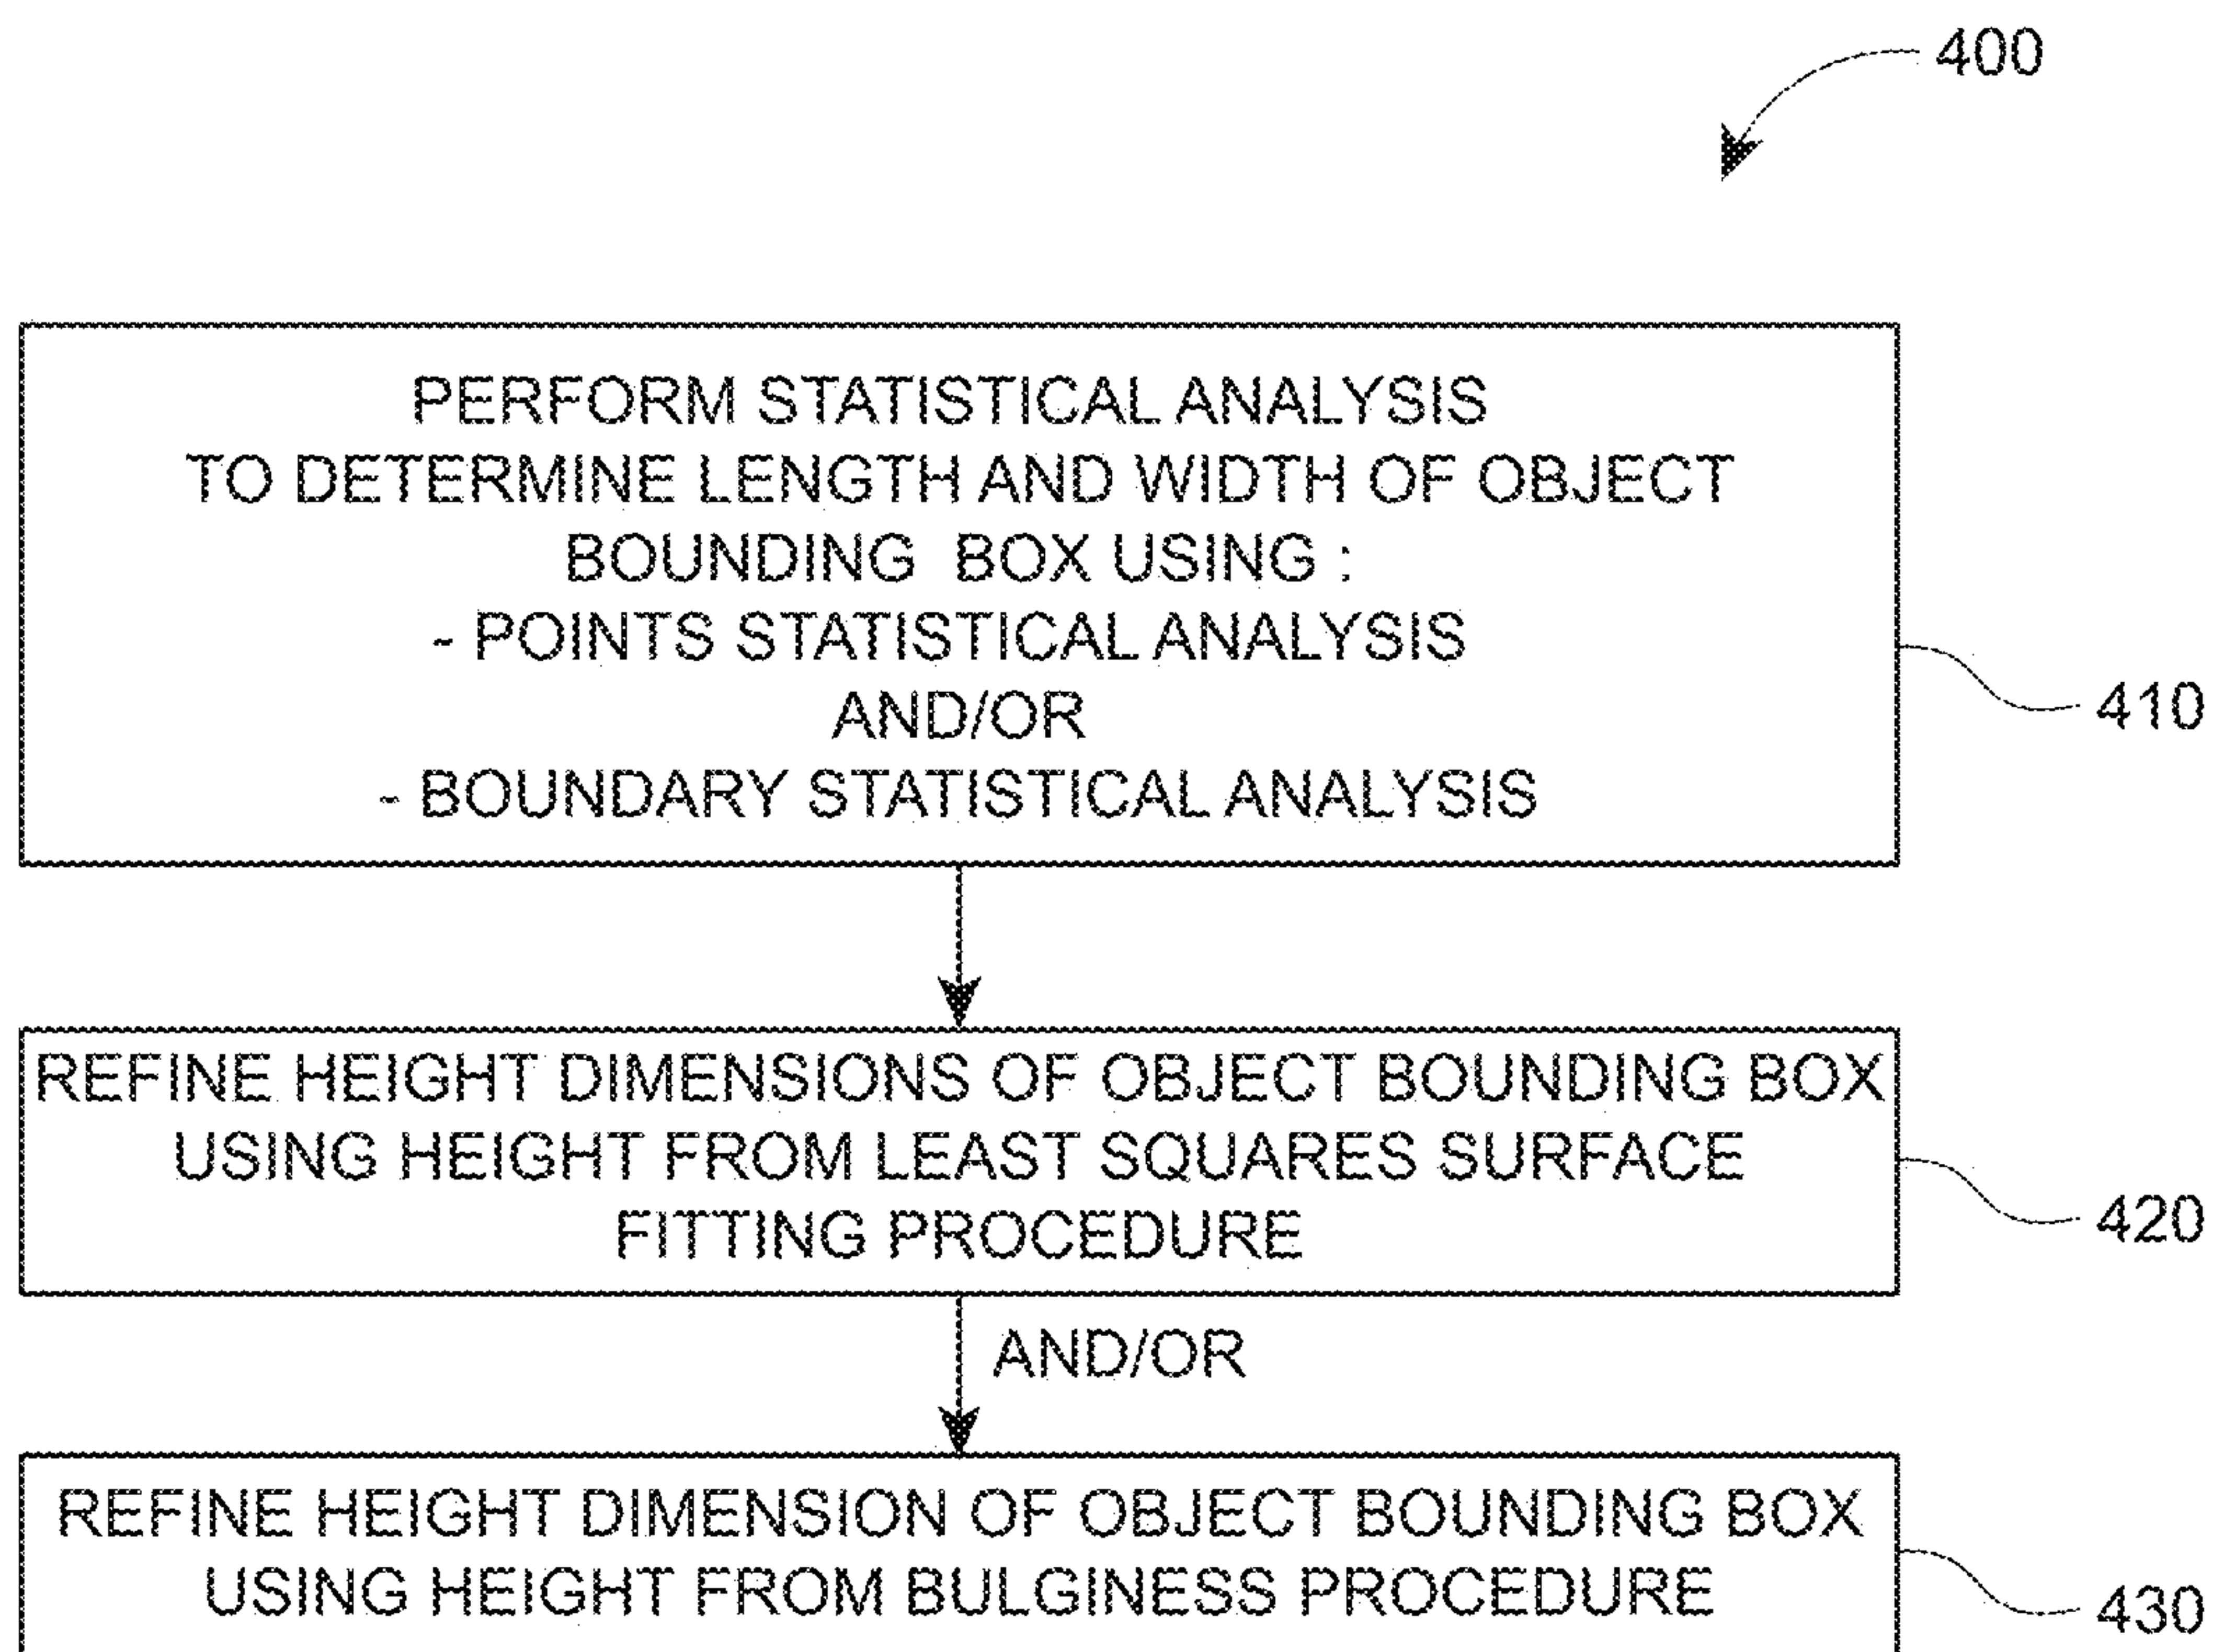 400
PERFORM STATISTICAL ANALYSIS
TO DETERMINE LENGTH AND WIDTH OF OBJECT
BOUNDING BOX USING :
- POINTS STATISTICAL ANALYSIS
AND/OR
- BOUNDARY STATISTICAL ANALYSIS
410
REFINE HEIGHT DIMENSIONS OF OBJECT BOUNDING BOX
USING HEIGHT FROM LEAST SQUARES SURFACE
FITTING PROCEDURE
420
AND/OR
REFINE HEIGHT DIMENSION OF OBJECT BOUNDING BOX
USING HEIGHT FROM BULGINESS PROCEDURE
430